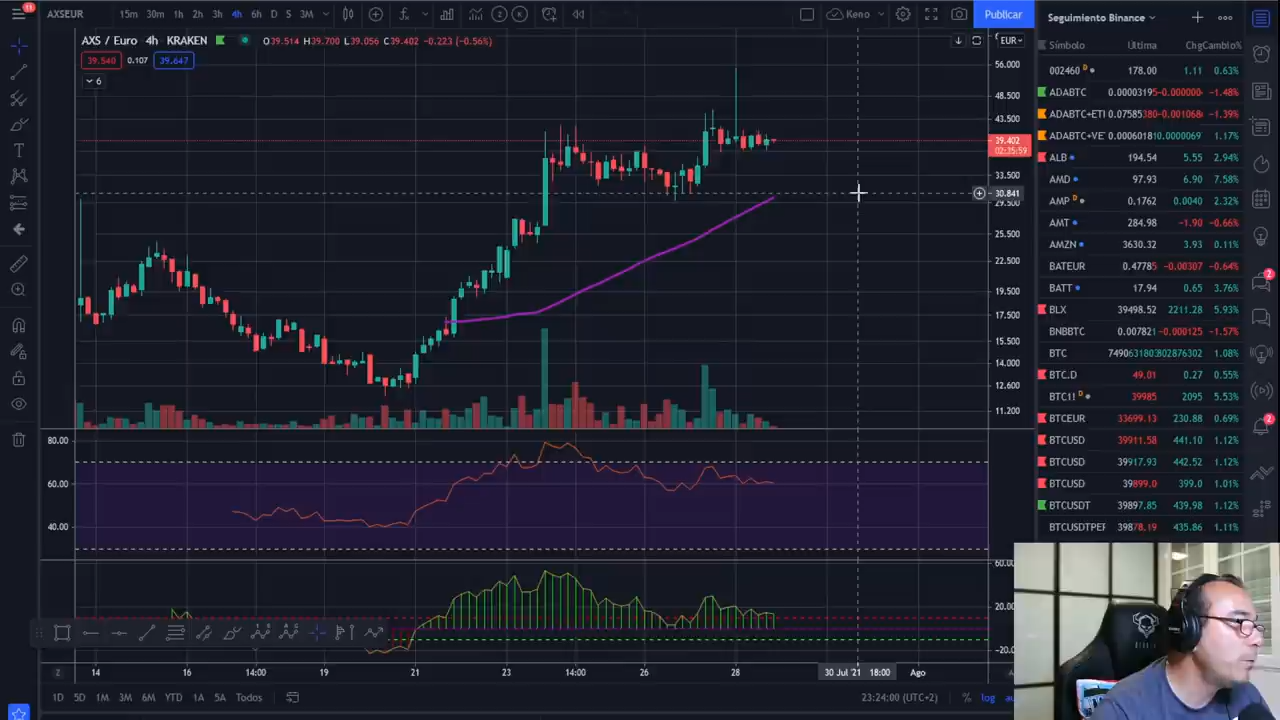 11 AXSEUR 15m 30m 1h 2h 3h 4h 6h D S 3M Keno Publicar
Seguimiento Binance
AXS / Euro 4h KRAKEN O39.514 H39.700 L39.056 C39.402 -0.223 (-0.56%)
EUR
39.540 0.107 39.647
6
56.000
48.500
43.500
39.402
02:35:59
33.500
30.841
29.500
25.500
22.500
19.500
17.500
15.500
14.000
12.600
11.200
80.00
60.00
40.00
60.00
20.00
-20.00
14 16 14:00 19 21 23 14:00 26 28 30 Jul '21 18:00 Ago
1D 5D 1M 3M 6M YTD 1A 5A Todos 23:24:00 (UTC+2) % log
Símbolo Última Chg Cambio%
002460 D 178.00 1.11 0.63%
ADABTC 0.00003195 -0.000000 -1.48%
ADABTC+ETI 0.07585380 -0.001068 -1.39%
ADABTC+VE 0.00601810 0.0000069 1.17%
ALB 194.54 5.55 2.94%
AMD 97.93 6.90 7.58%
AMP D 0.1762 0.0040 2.32%
AMT 284.98 -1.90 -0.66%
AMZN 3630.32 3.93 0.11%
BATEUR 0.47785 -0.00307 -0.64%
BATT 17.94 0.65 3.76%
BLX 39498.52 2211.28 5.93%
BNBBTC 0.007821 -0.000125 -1.57%
BTC 1.08%
BTC.D 49.01 0.27 0.55%
BTC1! D 39985 2095 5.53%
BTCEUR 33699.13 230.88 0.69%
BTCUSD 39911.58 441.10 1.12%
BTCUSD 39917.93 442.52 1.12%
BTCUSD 39899.0 399.0 1.01%
BTCUSDT 39897.85 439.98 1.12%
BTCUSDTPER 39878.19 435.86 1.11%
2
2